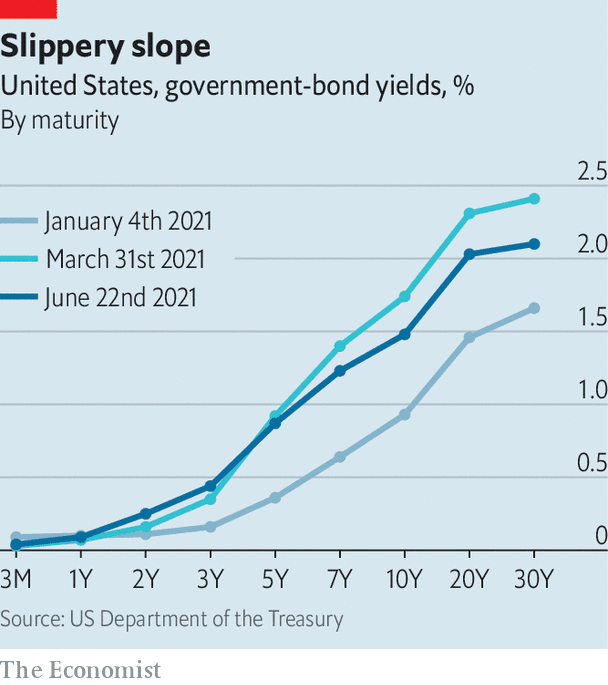 Slippery slope
United States, government-bond yields, %
By maturity
2.5
January 4th 2021
March 31st 2021
2.0
June 22nd 2021
1.5
1.0
0.5
0
3M 1Y 2Y 3Y 5Y 7Y 10Y 20Y 30Y
Source: US Department of the Treasury
The Economist